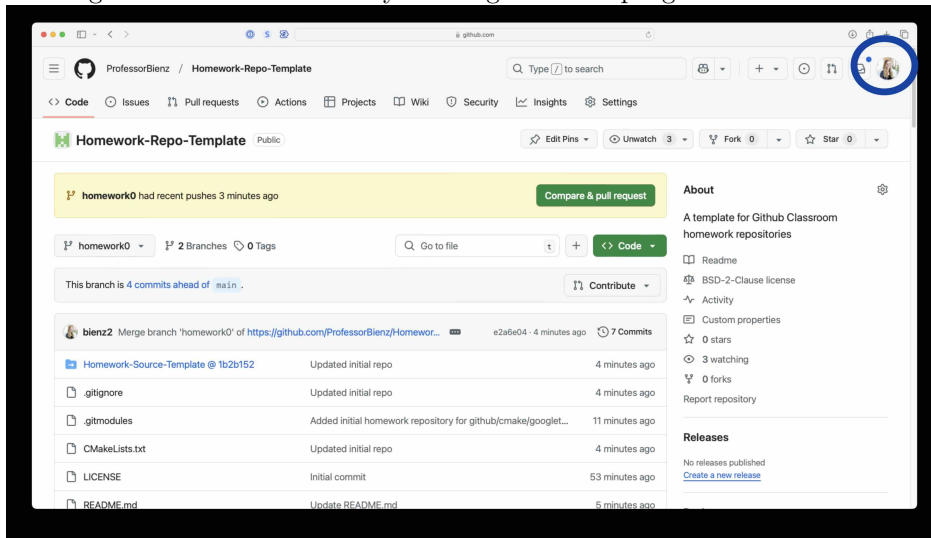 github.com
ProfessorBienz / Homework-Repo-Template
Type / to search
Code Issues Pull requests Actions Projects Wiki Security Insights Settings
Homework-Repo-Template Public
Edit Pins Unwatch 3 Fork 0 Star 0
homework0 had recent pushes 3 minutes ago
Compare & pull request
homework0 2 Branches 0 Tags
Go to file t
Code
This branch is 4 commits ahead of main .
Contribute
bienz2 Merge branch 'homework0' of https://github.com/ProfessorBienz/Homewor... e2a6e04 · 4 minutes ago 7 Commits
Homework-Source-Template @ 1b2b152 Updated initial repo 4 minutes ago
.gitignore Updated initial repo 4 minutes ago
.gitmodules Added initial homework repository for github/cmake/googlet... 11 minutes ago
CMakeLists.txt Updated initial repo 4 minutes ago
LICENSE Initial commit 53 minutes ago
README.md Update README.md 5 minutes ago
About
A template for Github Classroom
homework repositories
Readme
BSD-2-Clause license
Activity
Custom properties
0 stars
3 watching
0 forks
Report repository
Releases
No releases published
Create a new release